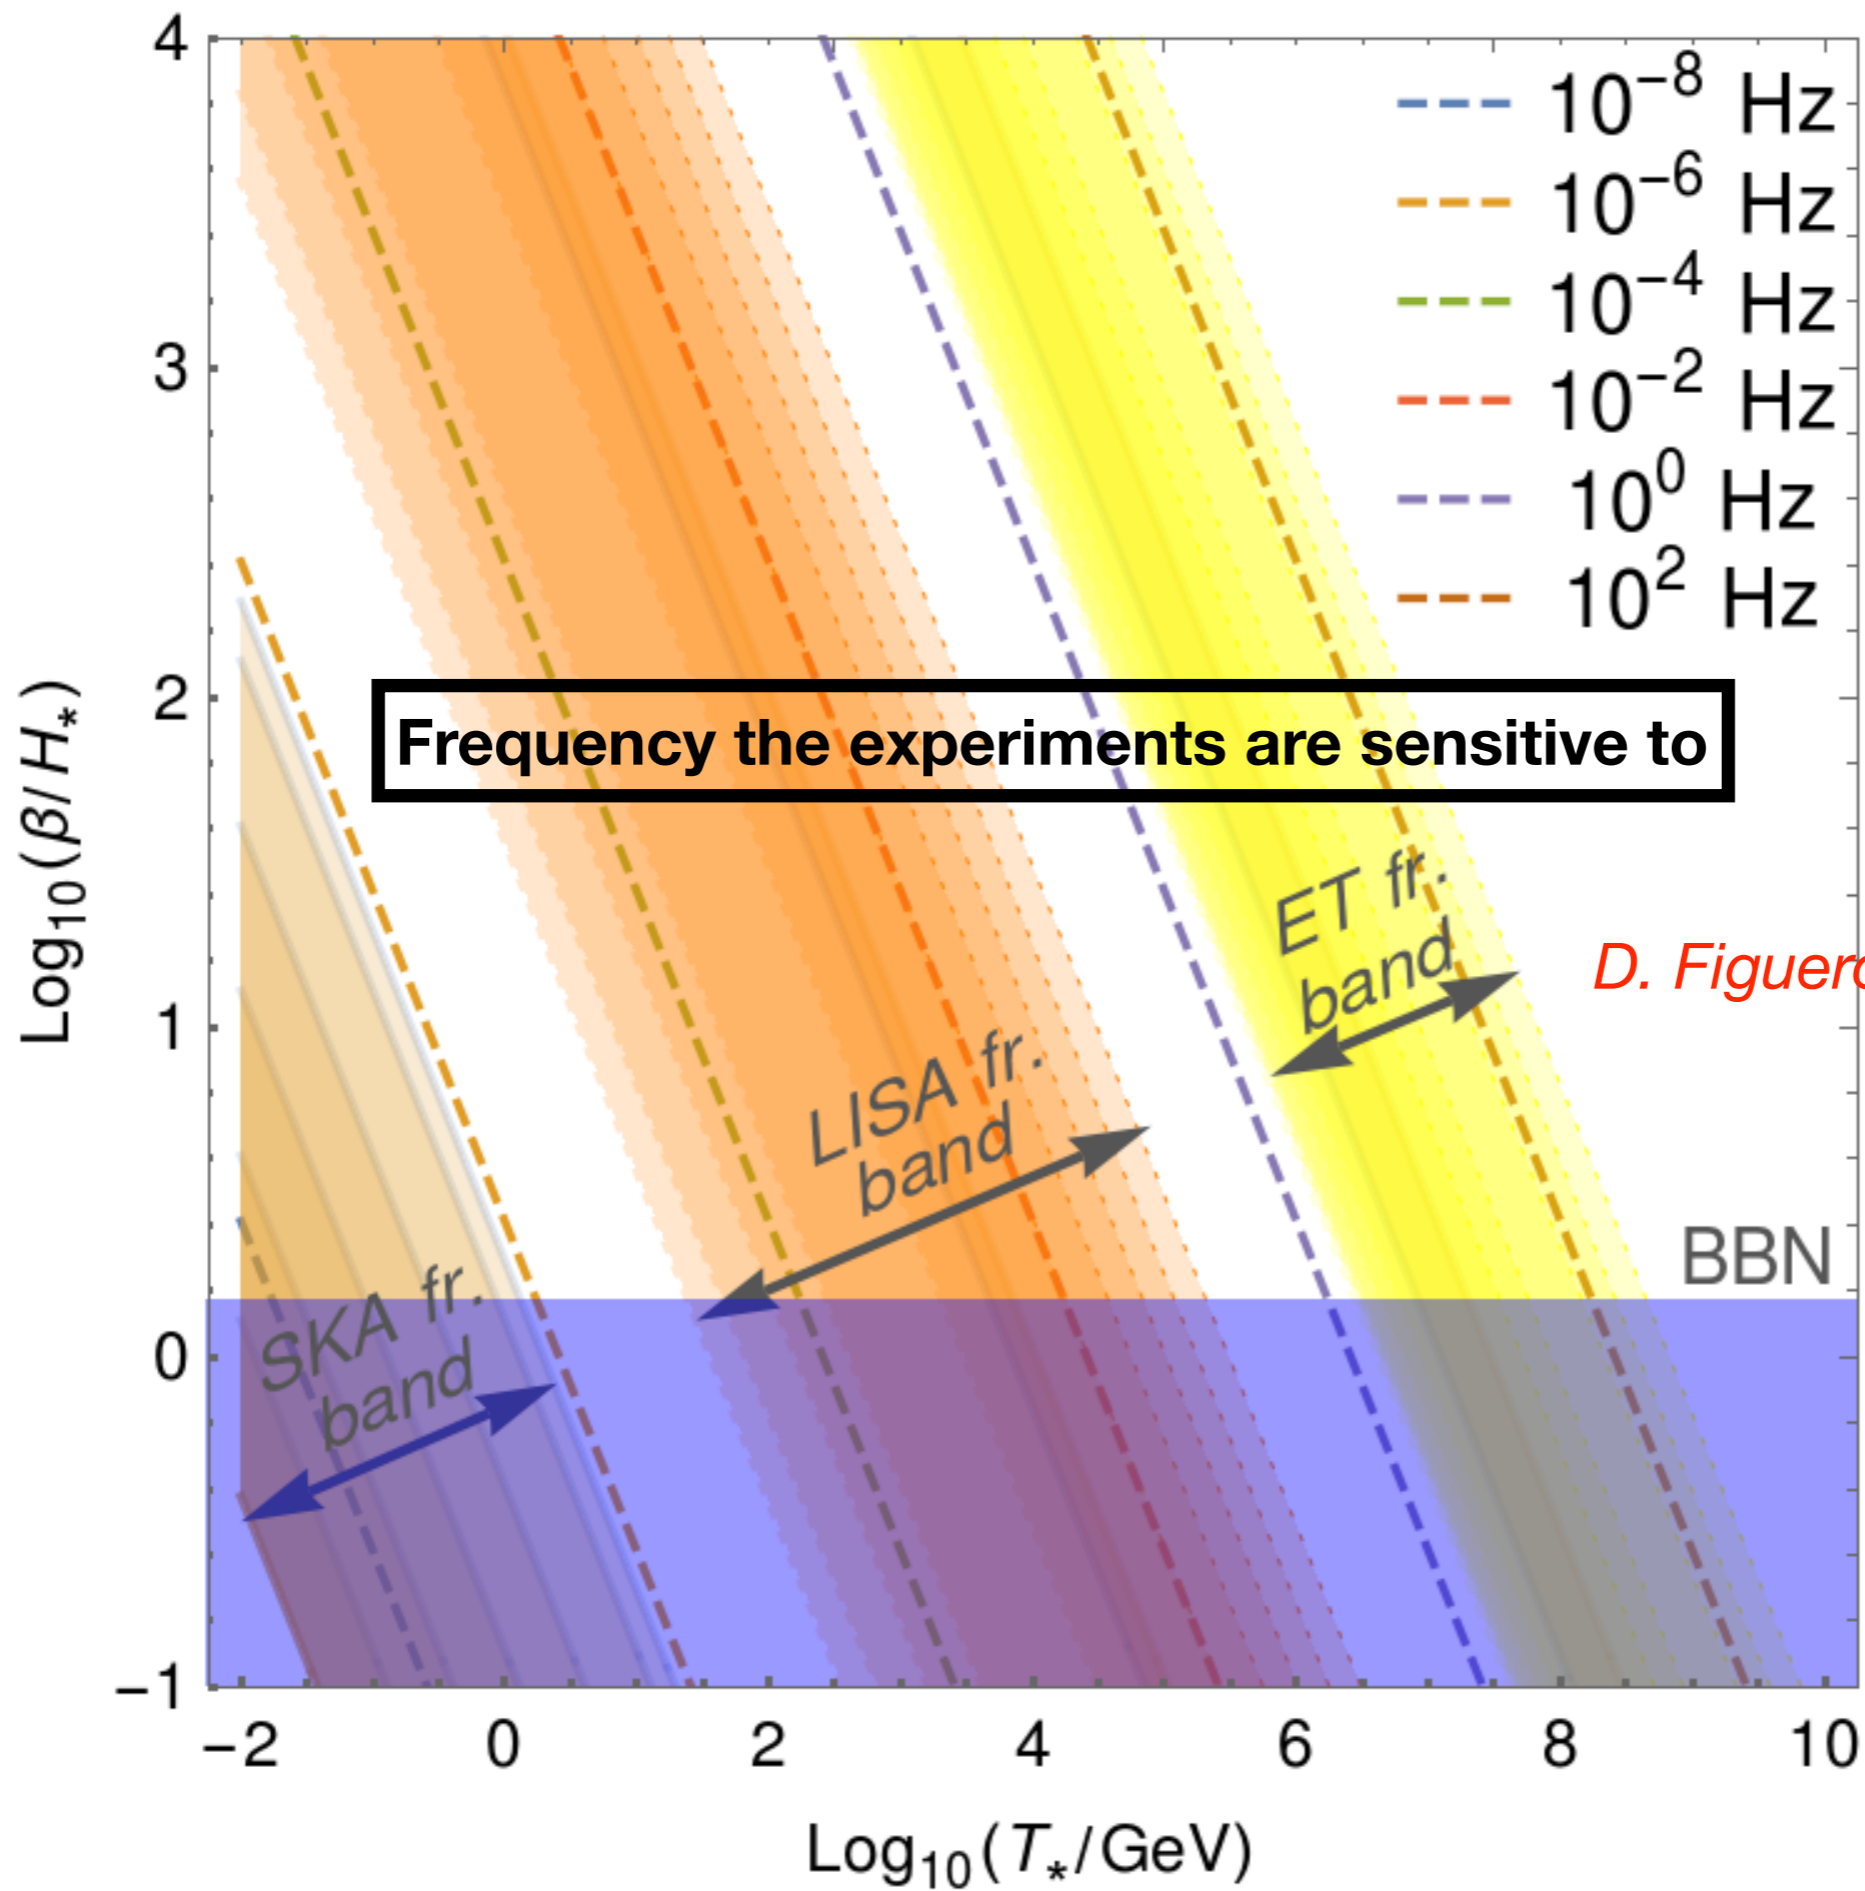 4
3
2
1
0
−1
Log₁₀(β/H⁎)
10⁻⁸ Hz
10⁻⁶ Hz
10⁻⁴ Hz
10⁻² Hz
10⁰ Hz
10² Hz
Frequency the experiments are sensitive to
ET fr.
band
D. Figuer
LISA fr.
band
BBN
SKA fr.
band
−2 0 2 4 6 8 10
Log₁₀(T⁎/GeV)